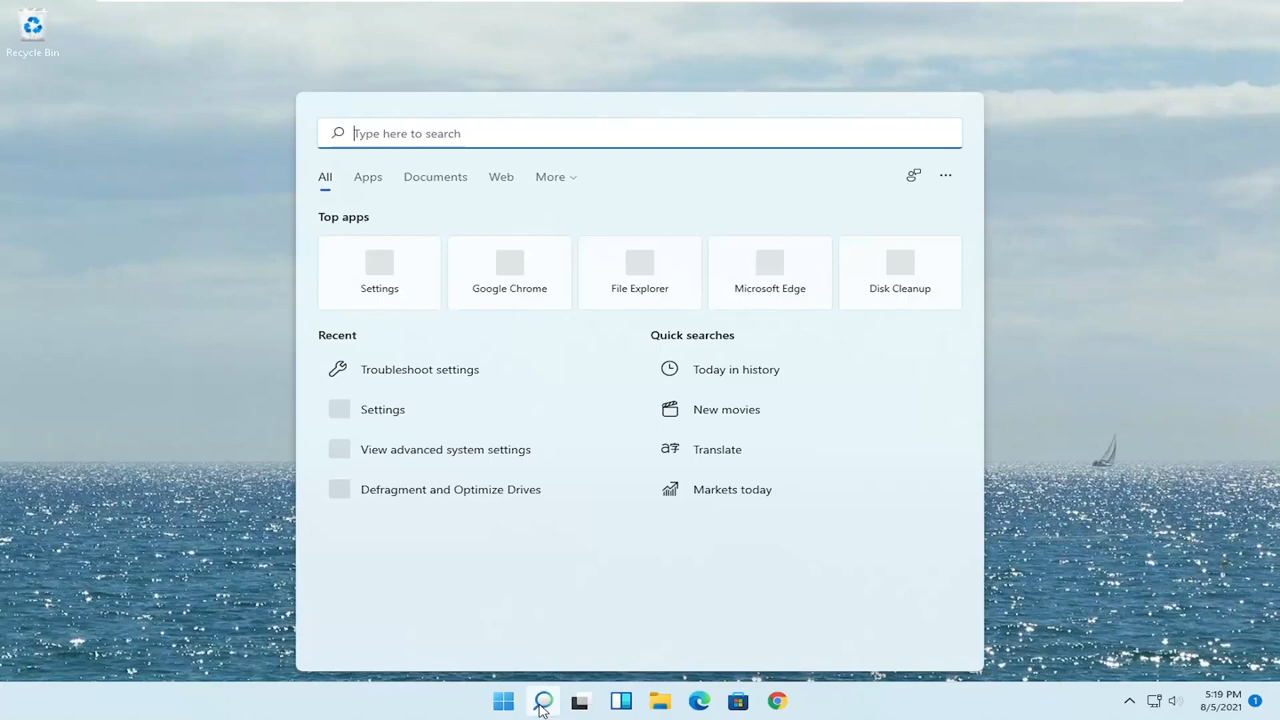 Recycle Bin
Type here to search
All Apps Documents Web More
Top apps
Settings Google Chrome File Explorer Microsoft Edge Disk Cleanup
Recent Quick searches
Troubleshoot settings Today in history
Settings New movies
View advanced system settings Translate
Defragment and Optimize Drives Markets today
5:19 PM
8/5/2021 1